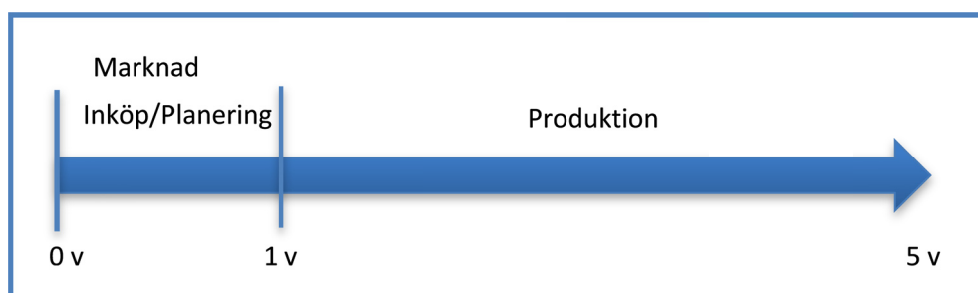 Marknad
Inköp/Planering
Produktion
0 v
1 v
5 v